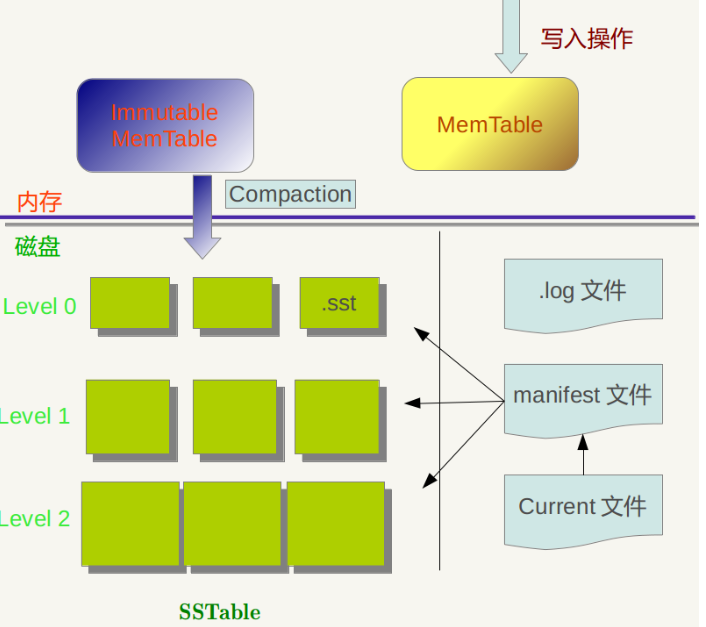 写入操作
Immutable
MemTable
MemTable
Compaction
内存
磁盘
Level 0
.sst
.log 文件
Level 1
manifest 文件
Level 2
Current 文件
SSTable